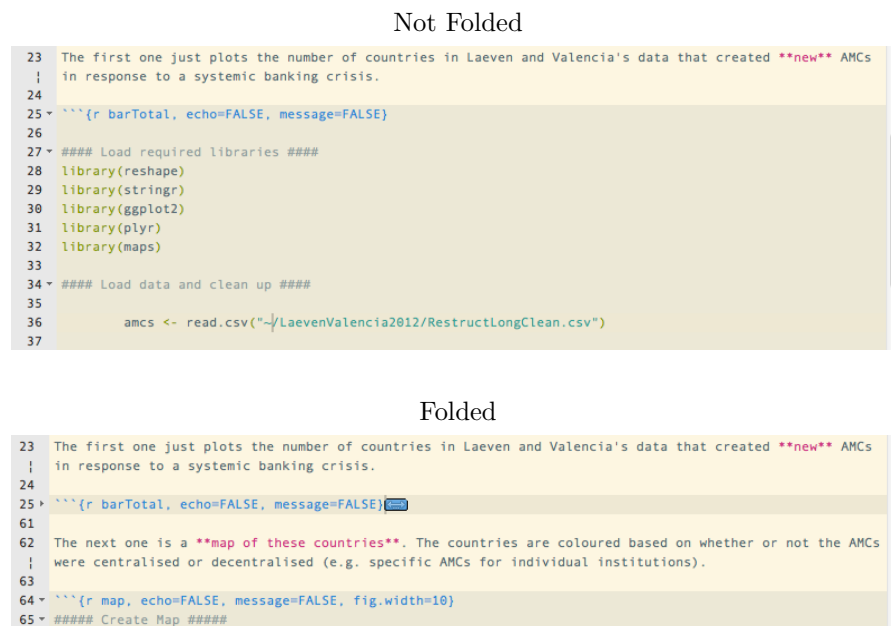 Not Folded
23 The first one just plots the number of countries in Laeven and Valencia's data that created **new** AMCs
¦ in response to a systemic banking crisis.
24
25 ```{r barTotal, echo=FALSE, message=FALSE}
26
27 #### Load required libraries ####
28 library(reshape)
29 library(stringr)
30 library(ggplot2)
31 library(plyr)
32 library(maps)
33
34 #### Load data and clean up ####
35
36 amcs <- read.csv("~/LaevenValencia2012/RestructLongClean.csv")
37
Folded
23 The first one just plots the number of countries in Laeven and Valencia's data that created **new** AMCs
¦ in response to a systemic banking crisis.
24
25 ```{r barTotal, echo=FALSE, message=FALSE}
61
62 The next one is a **map of these countries**. The countries are coloured based on whether or not the AMCs
¦ were centralised or decentralised (e.g. specific AMCs for individual institutions).
63
64 ```{r map, echo=FALSE, message=FALSE, fig.width=10}
65 ##### Create Map #####